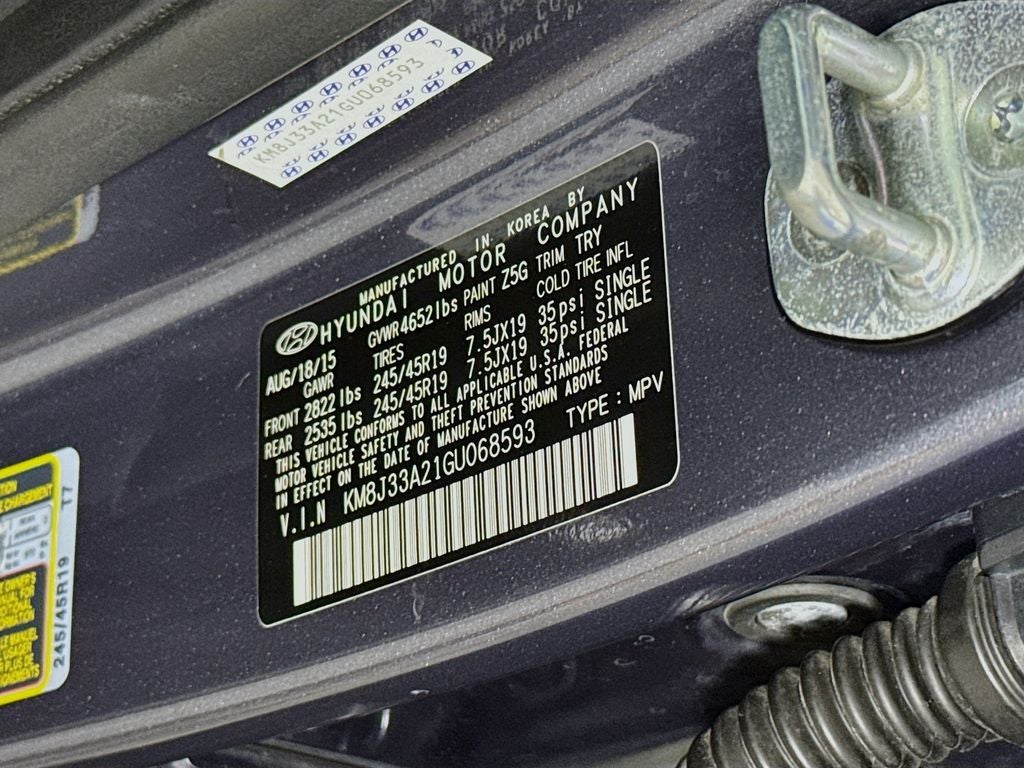 KM8J33A21GU068593
MANUFACTURED IN KOREA BY
HYUNDAI MOTOR COMPANY
AUG/18/15 GVWR 4652lbs PAINT Z5G TRIM TRY
GAWR TIRES RIMS COLD TIRE INFL
FRONT 2822 lbs 245/45R19 7.5JX19 35psi SINGLE
REAR 2535 lbs 245/45R19 7.5JX19 35psi SINGLE
THIS VEHICLE CONFORMS TO ALL APPLICABLE U.S.A. FEDERAL
MOTOR VEHICLE SAFETY AND THEFT PREVENTION STANDARDS
IN EFFECT ON THE DATE OF MANUFACTURE SHOWN ABOVE
V.I.N KM8J33A21GU068593 TYPE : MPV
T7
245/45R19